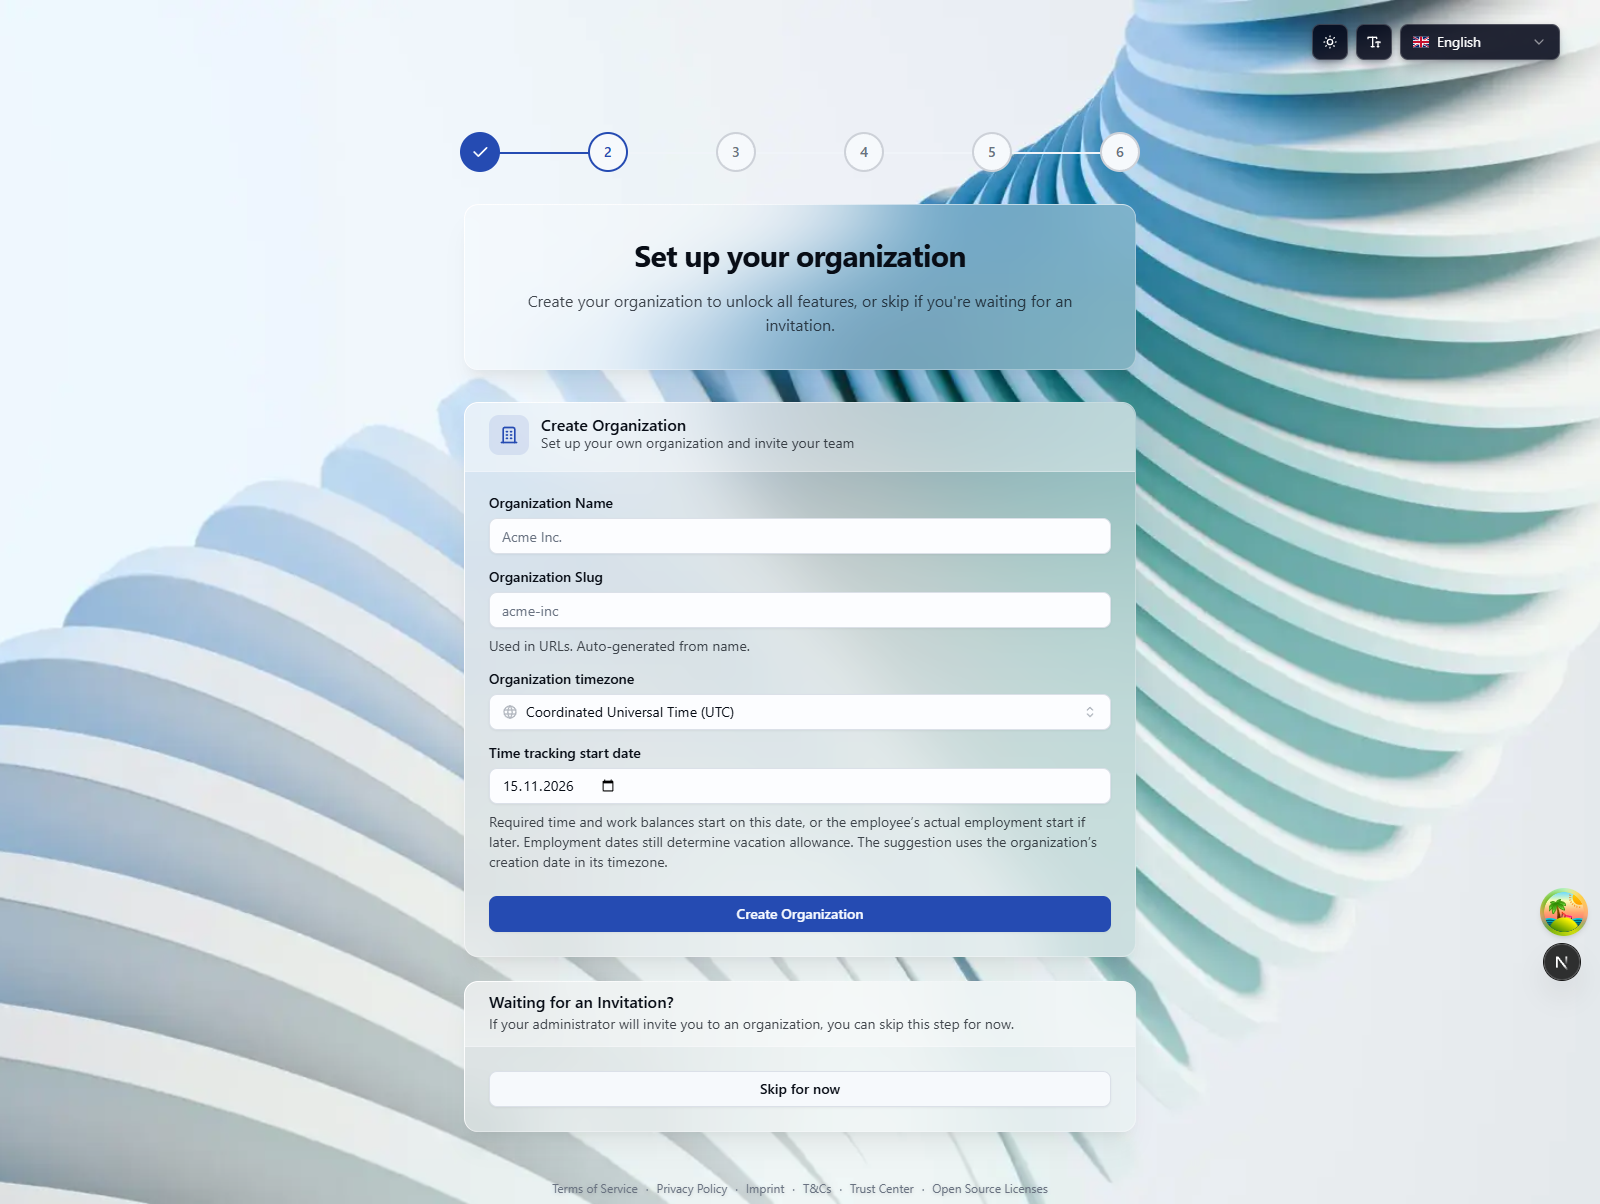 English
2
3
4
5
6
Set up your organization
Create your organization to unlock all features, or skip if you're waiting for an
invitation.
Create Organization
Set up your own organization and invite your team
Organization Name
Acme Inc.
Organization Slug
acme-inc
Used in URLs. Auto-generated from name.
Organization timezone
Coordinated Universal Time (UTC)
Time tracking start date
15.11.2026
Required time and work balances start on this date, or the employee’s actual employment start if
later. Employment dates still determine vacation allowance. The suggestion uses the organization’s
creation date in its timezone.
Create Organization
N
Waiting for an Invitation?
If your administrator will invite you to an organization, you can skip this step for now.
Skip for now
Terms of Service · Privacy Policy · Imprint · T&Cs · Trust Center · Open Source Licenses